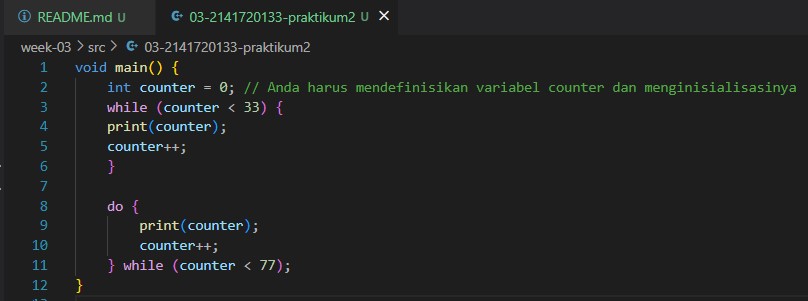 README.md U 03-2141720133-praktikum2 U
week-03 > src > 03-2141720133-praktikum2
1 void main() {
2 int counter = 0; // Anda harus mendefinisikan variabel counter dan menginisialisasinya
3 while (counter < 33) {
4 print(counter);
5 counter++;
6 }
7
8 do {
9 print(counter);
10 counter++;
11 } while (counter < 77);
12 }